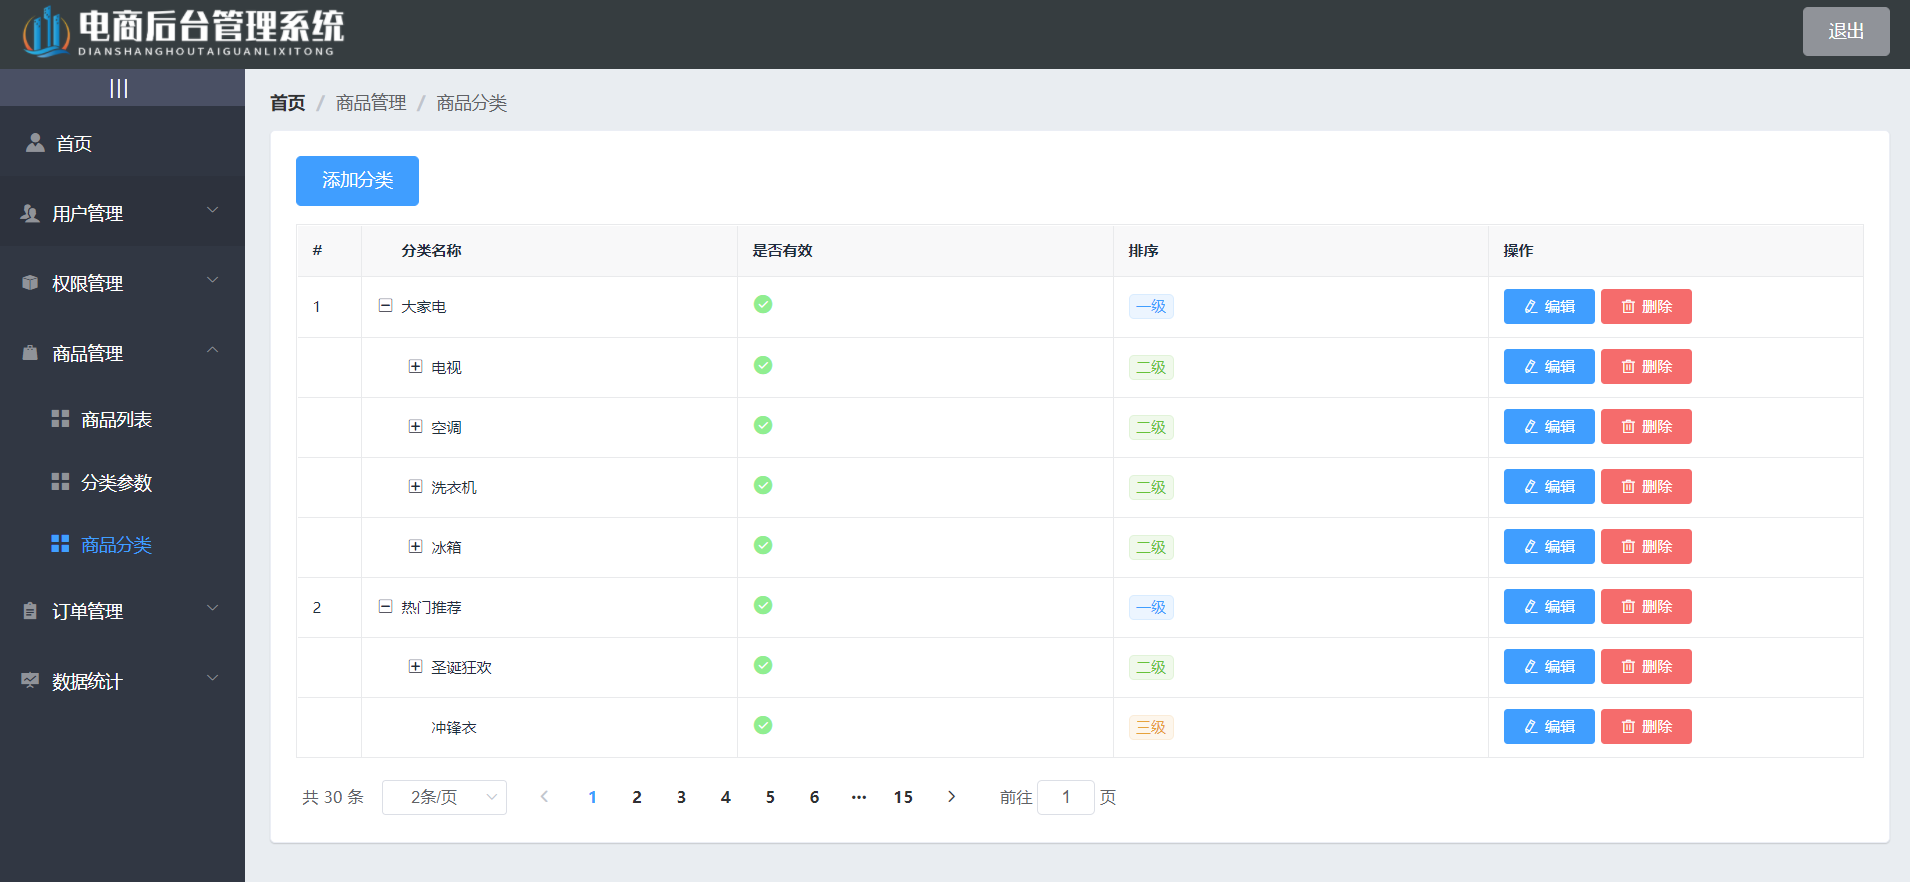 电商后台管理系统
DIANSHANGHOUTAIGUANLIXITONG
退出
|||
首页
用户管理
权限管理
商品管理
商品列表
分类参数
商品分类
订单管理
数据统计
首页 / 商品管理 / 商品分类
添加分类
# 分类名称 是否有效 排序 操作
1 大家电 一级 编辑 删除
电视 二级 编辑 删除
空调 二级 编辑 删除
洗衣机 二级 编辑 删除
冰箱 二级 编辑 删除
2 热门推荐 一级 编辑 删除
圣诞狂欢 二级 编辑 删除
冲锋衣 三级 编辑 删除
共 30 条 2条/页 1 2 3 4 5 6 ··· 15 前往 1 页